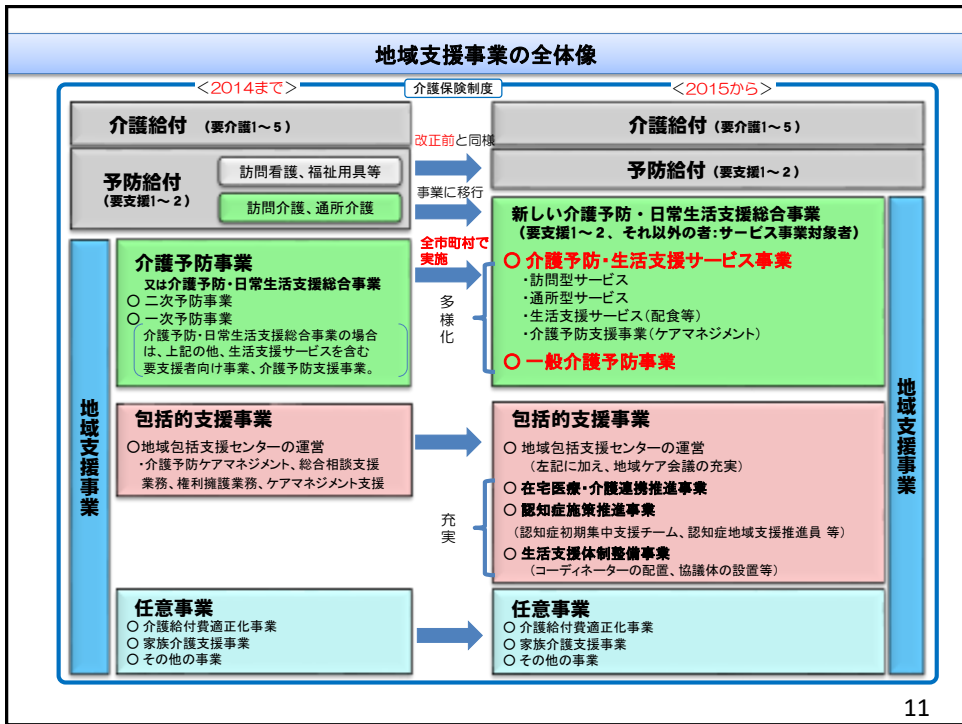 地域支援事業の全体像
＜2014まで＞
介護保険制度
＜2015から＞
介護給付 （要介護1～5）
予防給付
（要支援1～2）
訪問看護、福祉用具等
訪問介護、通所介護
改正前と同様
事業に移行
全市町村で
実施
多様化
充実
介護給付 （要介護1～5）
予防給付（要支援1～2）
地域支援事業
介護予防事業
又は介護予防・日常生活支援総合事業
○ 二次予防事業
○ 一次予防事業
介護予防・日常生活支援総合事業の場合
は、上記の他、生活支援サービスを含む
要支援者向け事業、介護予防支援事業。
新しい介護予防・日常生活支援総合事業
（要支援1～2、それ以外の者：サービス事業対象者）
○ 介護予防・生活支援サービス事業
・訪問型サービス
・通所型サービス
・生活支援サービス（配食等）
・介護予防支援事業（ケアマネジメント）
○ 一般介護予防事業
包括的支援事業
○地域包括支援センターの運営
・介護予防ケアマネジメント、総合相談支援
業務、権利擁護業務、ケアマネジメント支援
包括的支援事業
○ 地域包括支援センターの運営
（左記に加え、地域ケア会議の充実）
○ 在宅医療・介護連携推進事業
○ 認知症施策推進事業
（認知症初期集中支援チーム、認知症地域支援推進員 等）
○ 生活支援体制整備事業
（コーディネーターの配置、協議体の設置等）
任意事業
○ 介護給付費適正化事業
○ 家族介護支援事業
○ その他の事業
任意事業
○ 介護給付費適正化事業
○ 家族介護支援事業
○ その他の事業
地域支援事業
11